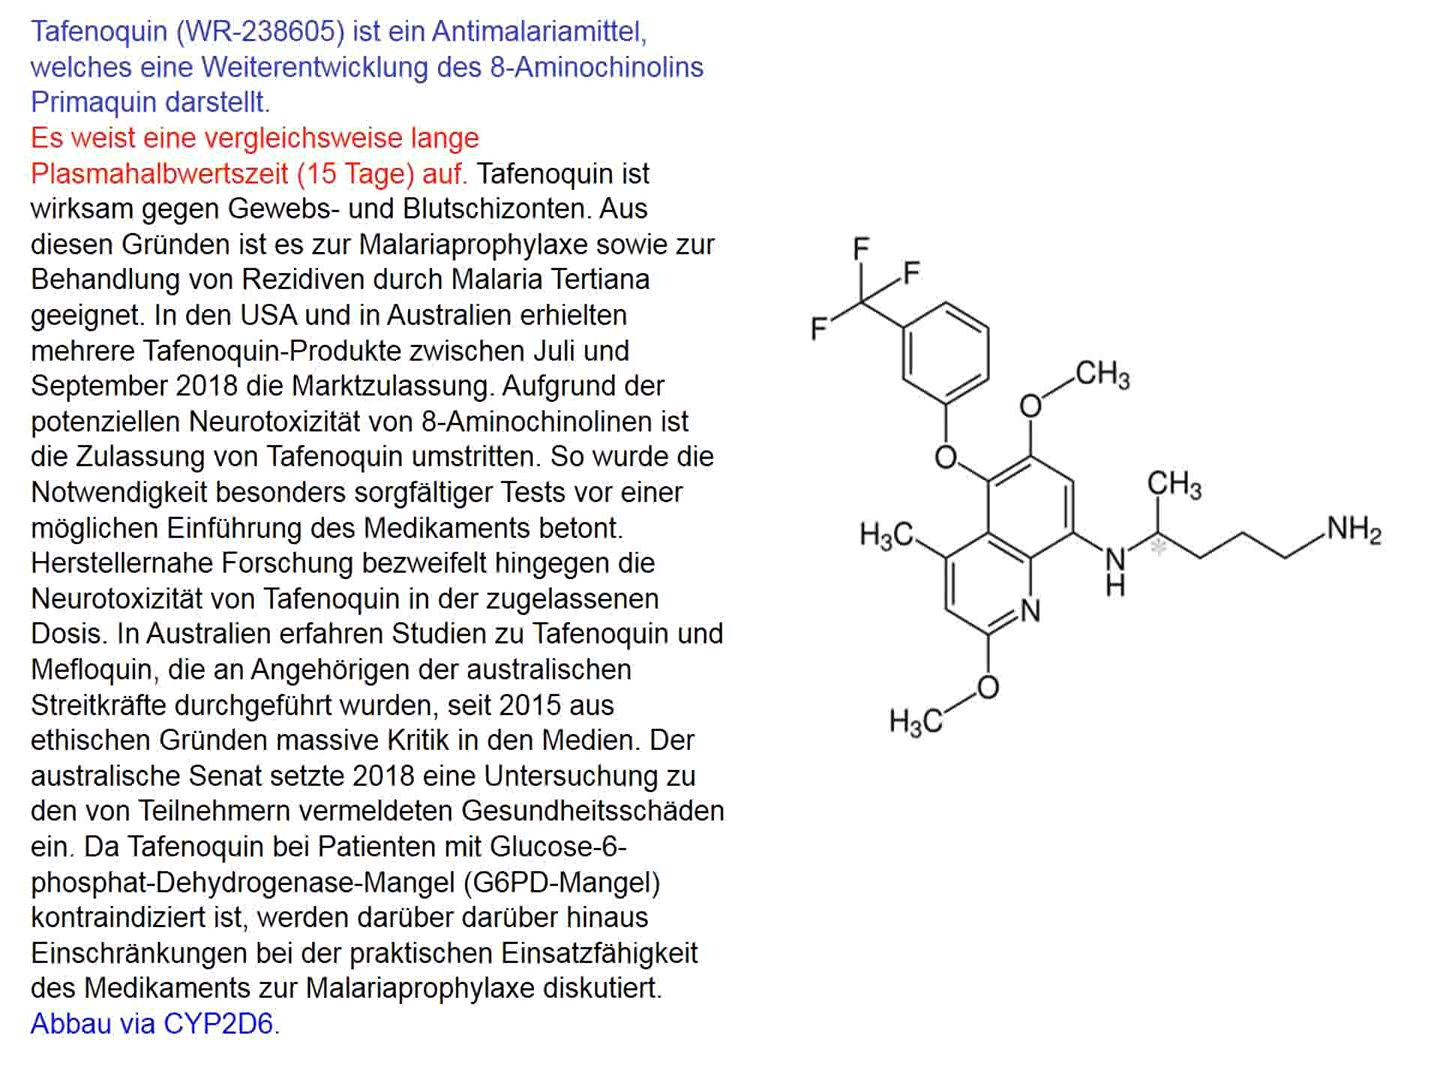 Tafenoquin (WR-238605) ist ein Antimalariamittel,
welches eine Weiterentwicklung des 8-Aminochinolins
Primaquin darstellt.
Es weist eine vergleichsweise lange
Plasmahalbwertszeit (15 Tage) auf. Tafenoquin ist
wirksam gegen Gewebs- und Blutschizonten. Aus
diesen Gründen ist es zur Malariaprophylaxe sowie zur
Behandlung von Rezidiven durch Malaria Tertiana
geeignet. In den USA und in Australien erhielten
mehrere Tafenoquin-Produkte zwischen Juli und
September 2018 die Marktzulassung. Aufgrund der
potenziellen Neurotoxizität von 8-Aminochinolinen ist
die Zulassung von Tafenoquin umstritten. So wurde die
Notwendigkeit besonders sorgfältiger Tests vor einer
möglichen Einführung des Medikaments betont.
Herstellernahe Forschung bezweifelt hingegen die
Neurotoxizität von Tafenoquin in der zugelassenen
Dosis. In Australien erfahren Studien zu Tafenoquin und
Mefloquin, die an Angehörigen der australischen
Streitkräfte durchgeführt wurden, seit 2015 aus
ethischen Gründen massive Kritik in den Medien. Der
australische Senat setzte 2018 eine Untersuchung zu
den von Teilnehmern vermeldeten Gesundheitsschäden
ein. Da Tafenoquin bei Patienten mit Glucose-6-
phosphat-Dehydrogenase-Mangel (G6PD-Mangel)
kontraindiziert ist, werden darüber darüber hinaus
Einschränkungen bei der praktischen Einsatzfähigkeit
des Medikaments zur Malariaprophylaxe diskutiert.
Abbau via CYP2D6.
F
F
F
CH3
O
O
CH3
H3C
NH2
N
H
N
O
H3C
*